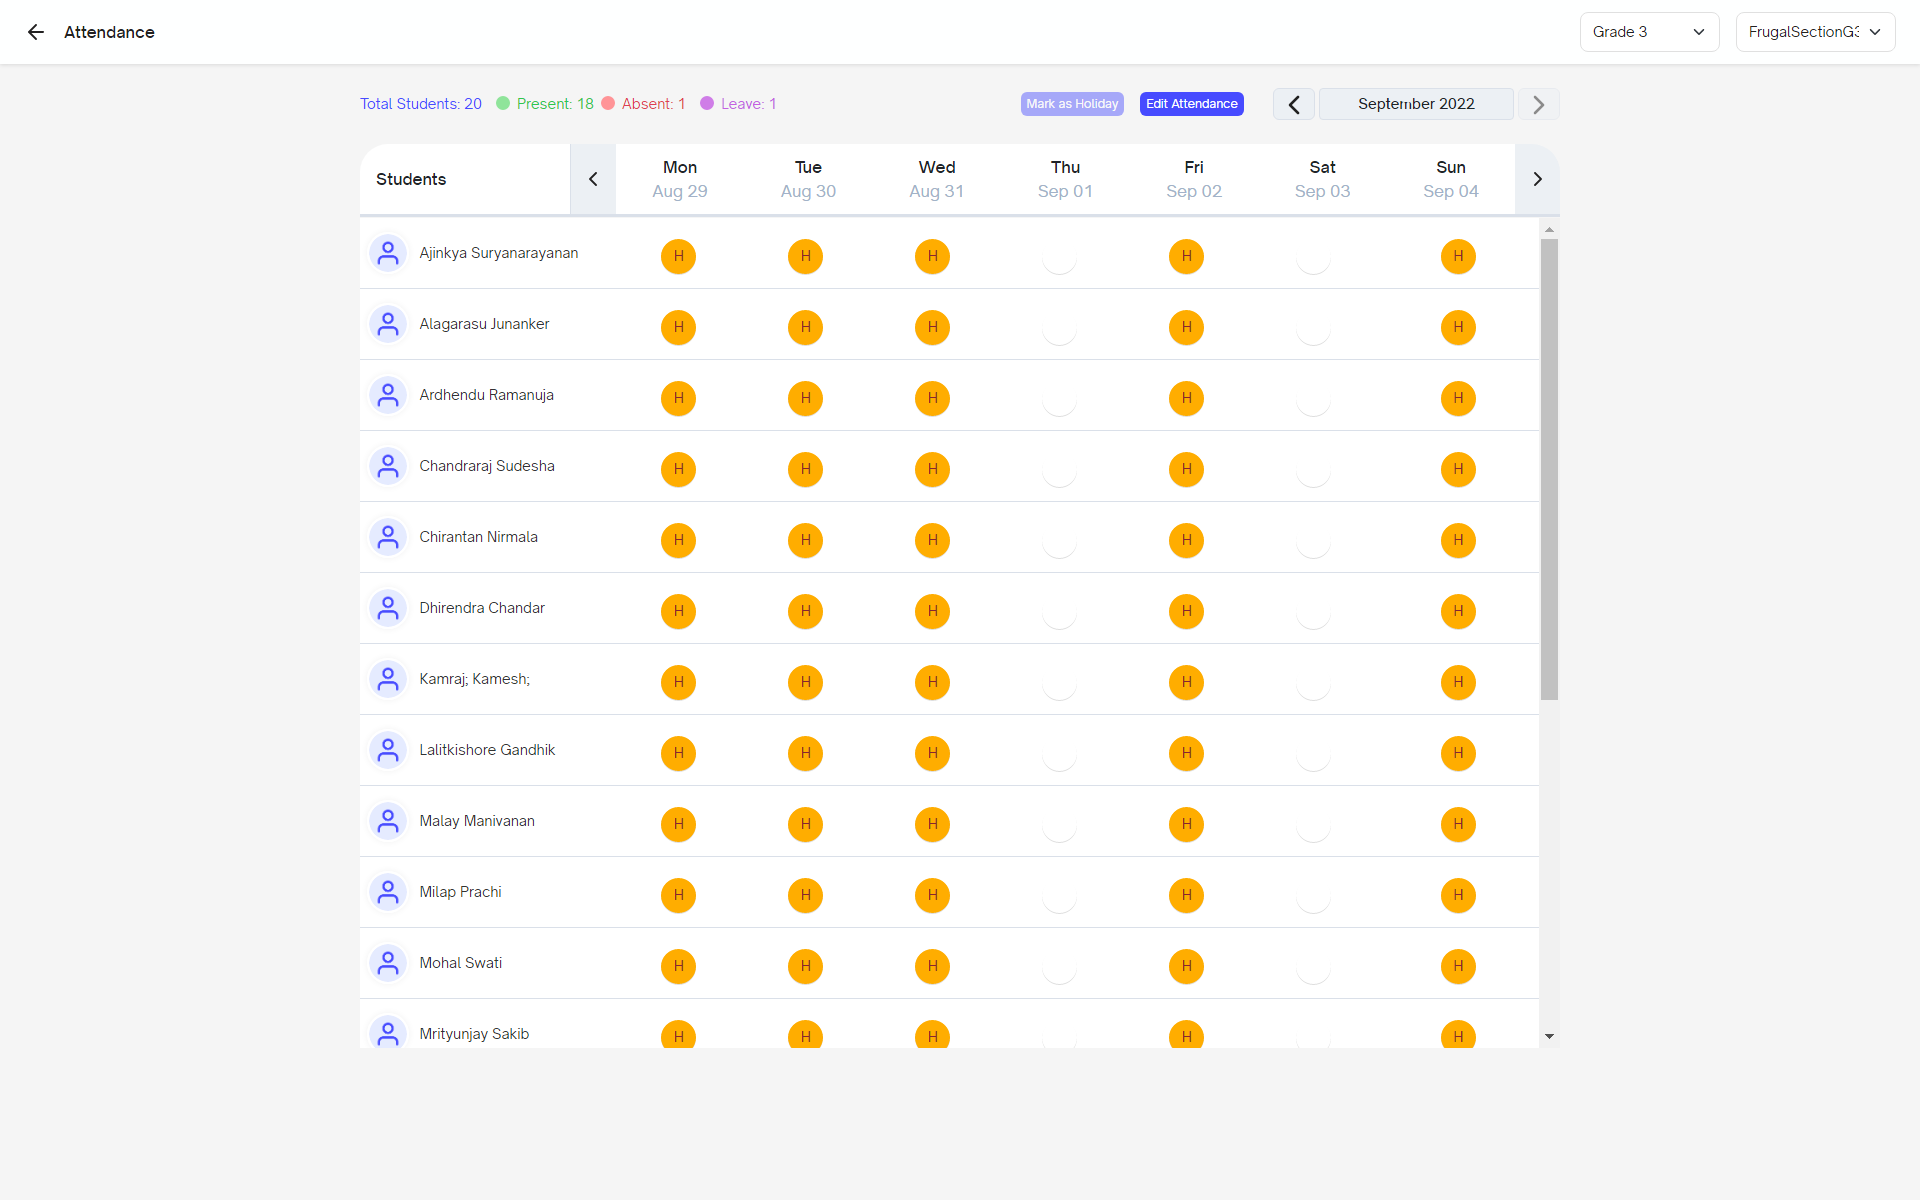 Attendance
Grade 3
FrugalSectionG3
Total Students: 20 Present: 18 Absent: 1 Leave: 1
Mark as Holiday
Edit Attendance
September 2022
Students
Mon Tue Wed Thu Fri Sat Sun
Aug 29 Aug 30 Aug 31 Sep 01 Sep 02 Sep 03 Sep 04
Ajinkya Suryanarayanan H H H H H
Alagarasu Junanker H H H H H
Ardhendu Ramanuja H H H H H
Chandraraj Sudesha H H H H H
Chirantan Nirmala H H H H H
Dhirendra Chandar H H H H H
Kamraj; Kamesh; H H H H H
Lalitkishore Gandhik H H H H H
Malay Manivanan H H H H H
Milap Prachi H H H H H
Mohal Swati H H H H H
Mrityunjay Sakib H H H H H